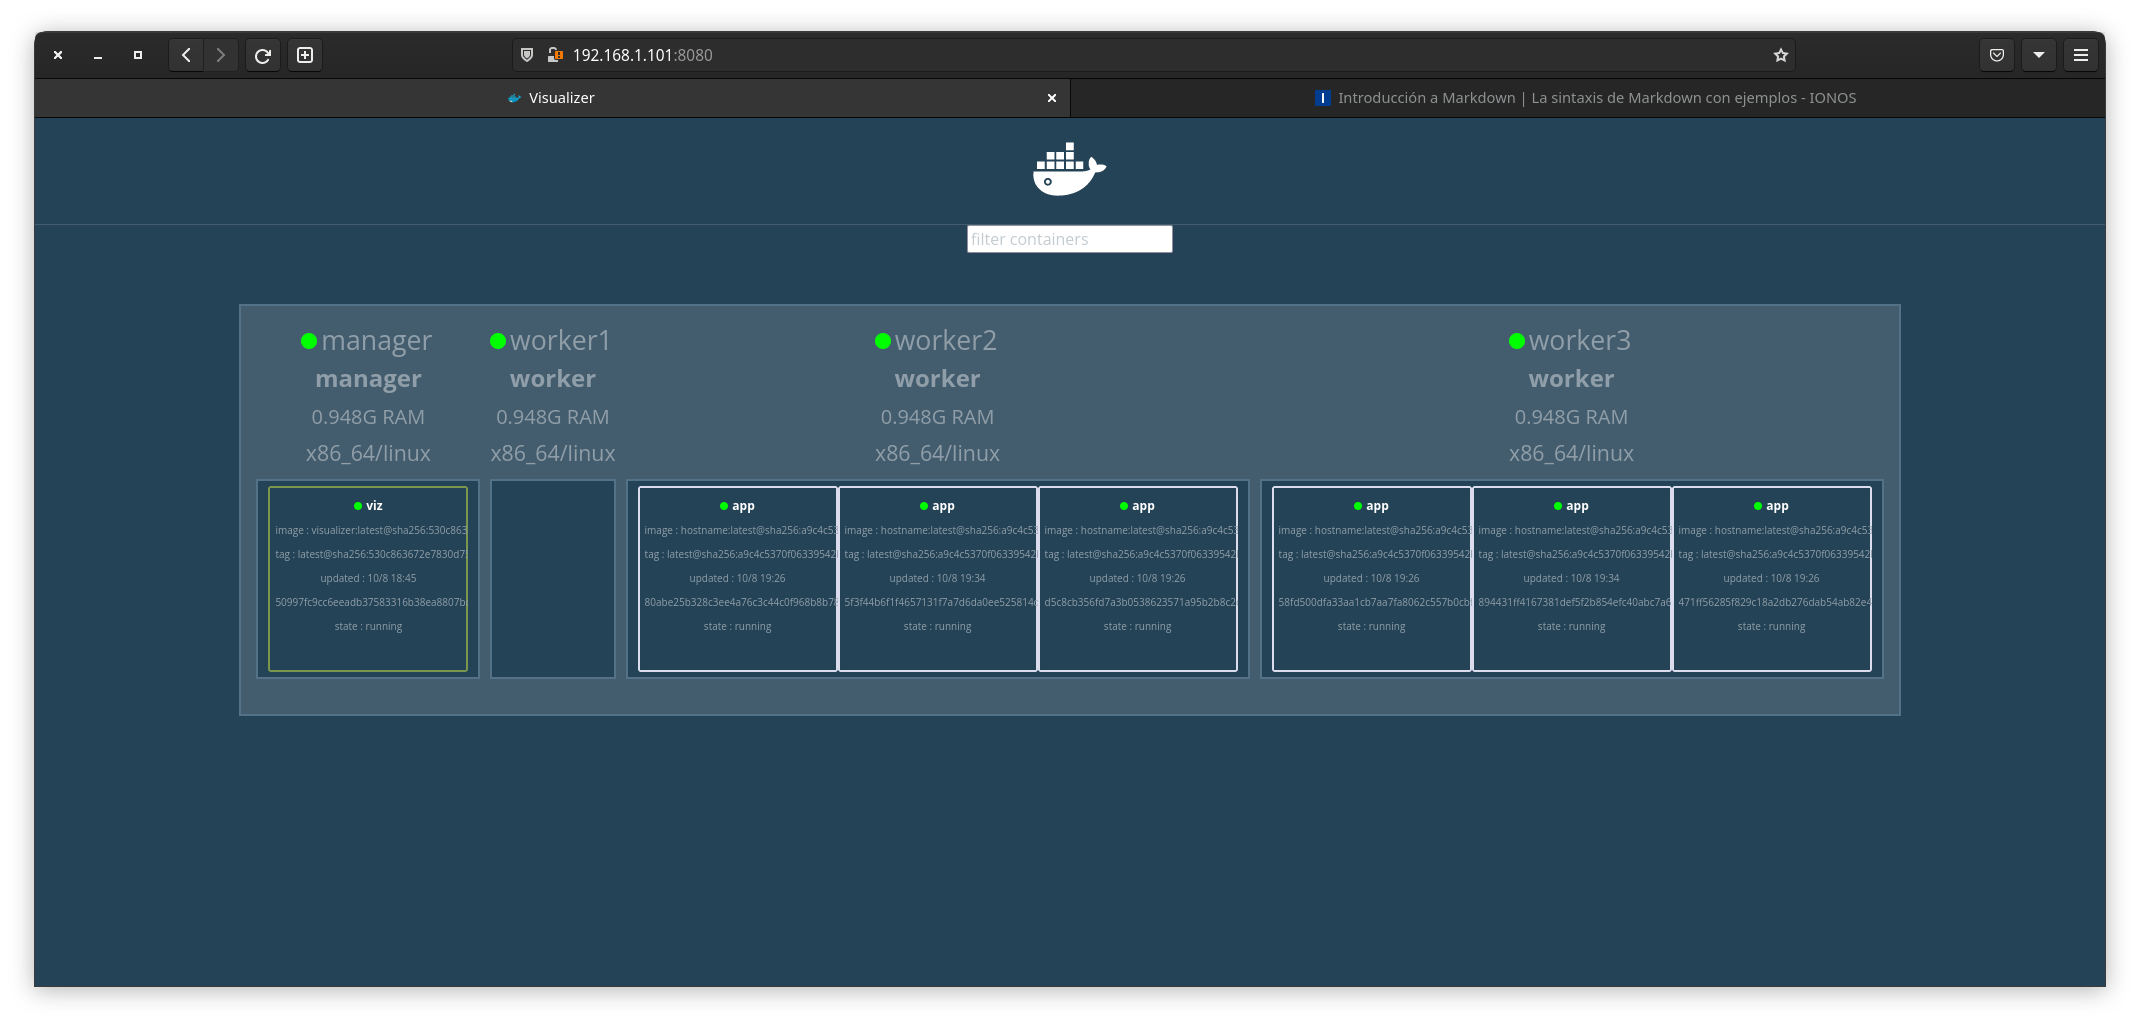 192.168.1.101:8080
Visualizer
Introducción a Markdown | La sintaxis de Markdown con ejemplos - IONOS
filter containers
manager
manager
0.948G RAM
x86_64/linux
viz
image : visualizer:latest@sha256:530c863
tag : latest@sha256:530c863672e7830d7
updated : 10/8 18:45
50997fc9cc6eeadb37583316b38ea8807b
state : running
worker1
worker
0.948G RAM
x86_64/linux
worker2
worker
0.948G RAM
x86_64/linux
app
image : hostname:latest@sha256:a9c4c53
tag : latest@sha256:a9c4c5370f06339542
updated : 10/8 19:26
80abe25b328c3ee4a76c3c44c0f968b8b78
state : running
app
image : hostname:latest@sha256:a9c4c53
tag : latest@sha256:a9c4c5370f06339542
updated : 10/8 19:34
5f3f44b6f1f4657131f7a7d6da0ee525814c
state : running
app
image : hostname:latest@sha256:a9c4c53
tag : latest@sha256:a9c4c5370f06339542
updated : 10/8 19:26
d5c8cb356fd7a3b0538623571a95b2b8c2
state : running
worker3
worker
0.948G RAM
x86_64/linux
app
image : hostname:latest@sha256:a9c4c53
tag : latest@sha256:a9c4c5370f06339542
updated : 10/8 19:26
58fd500dfa33aa1cb7aa7fa8062c557b0cb
state : running
app
image : hostname:latest@sha256:a9c4c53
tag : latest@sha256:a9c4c5370f06339542
updated : 10/8 19:34
894431ff4167381def5f2b854efc40abc7a6
state : running
app
image : hostname:latest@sha256:a9c4c53
tag : latest@sha256:a9c4c5370f06339542
updated : 10/8 19:26
471ff56285f829c18a2db276dab54ab82e4
state : running